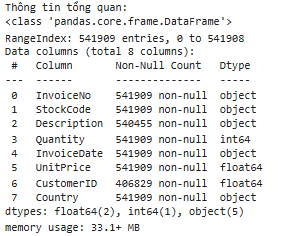 Thông tin tổng quan:
<class 'pandas.core.frame.DataFrame'>
RangeIndex: 541909 entries, 0 to 541908
Data columns (total 8 columns):
 #   Column       Non-Null Count   Dtype
---  ------       --------------   -----
 0   InvoiceNo    541909 non-null  object
 1   StockCode    541909 non-null  object
 2   Description  540455 non-null  object
 3   Quantity     541909 non-null  int64
 4   InvoiceDate  541909 non-null  object
 5   UnitPrice    541909 non-null  float64
 6   CustomerID   406829 non-null  float64
 7   Country      541909 non-null  object
dtypes: float64(2), int64(1), object(5)
memory usage: 33.1+ MB